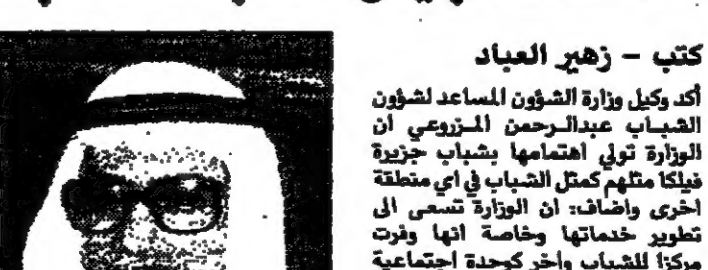 كتب – زهير العباد
أكد وكيل وزارة الشؤون المساعد لشؤون
الشباب عبدالرحمن المزروعي ان
الوزارة تولي اهتمامها بشباب جزيرة
فيلكا مثلهم كمثل الشباب في اي منطقة
اخرى واضاف: ان الوزارة تسعى الى
تطوير خدماتها وخاصة انها وفرت
مركزا للشباب وآخر كوحدة اجتماعية